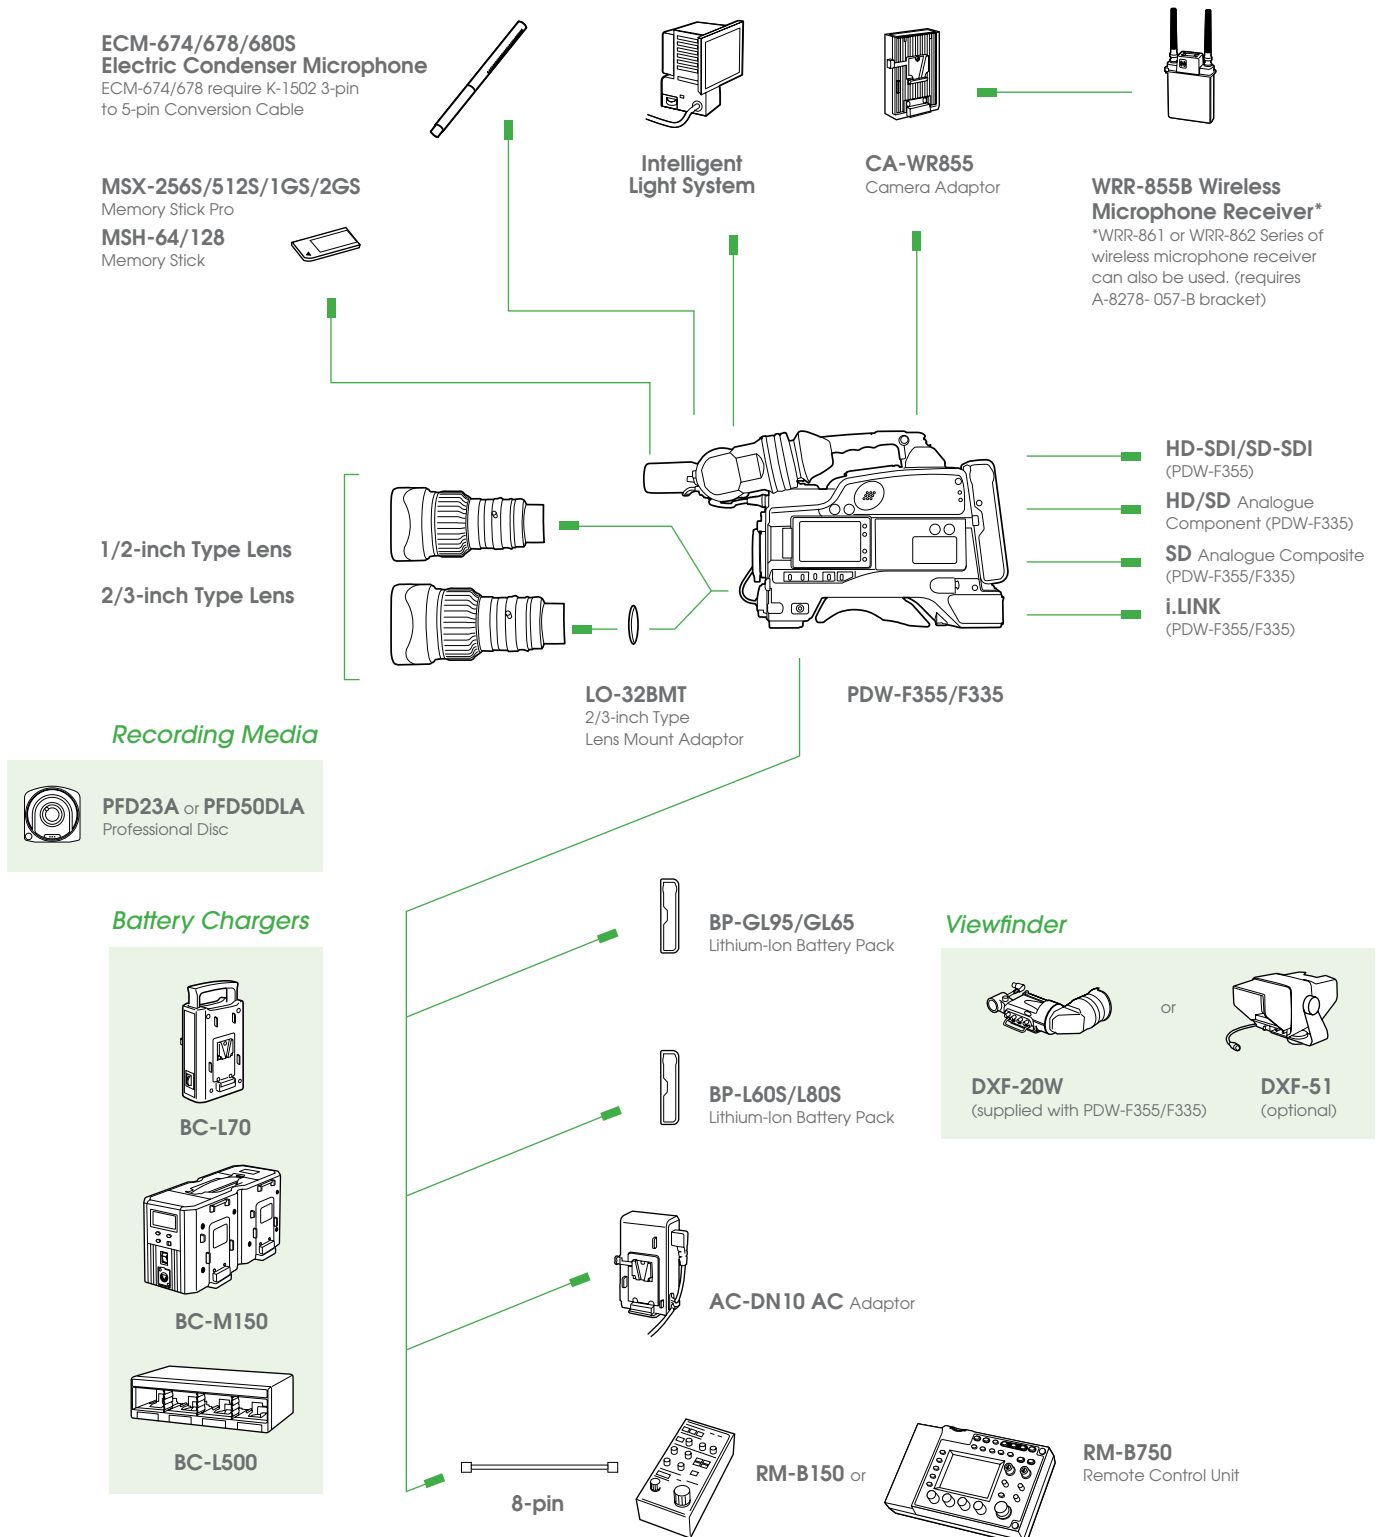 ECM-674/678/680S
Electric Condenser Microphone
ECM-674/678 require K-1502 3-pin
to 5-pin Conversion Cable
MSX-256S/512S/1GS/2GS
Memory Stick Pro
MSH-64/128
Memory Stick
Intelligent
Light System
CA-WR855
Camera Adaptor
WRR-855B Wireless
Microphone Receiver*
*WRR-861 or WRR-862 Series of
wireless microphone receiver
can also be used. (requires
A-8278- 057-B bracket)
HD-SDI/SD-SDI
(PDW-F355)
HD/SD Analogue
Component (PDW-F335)
SD Analogue Composite
(PDW-F355/F335)
i.LINK
(PDW-F355/F335)
1/2-inch Type Lens
2/3-inch Type Lens
LO-32BMT
2/3-inch Type
Lens Mount Adaptor
PDW-F355/F335
Recording Media
PFD23A or PFD50DLA
Professional Disc
Battery Chargers
BC-L70
BC-M150
BC-L500
BP-GL95/GL65
Lithium-Ion Battery Pack
BP-L60S/L80S
Lithium-Ion Battery Pack
AC-DN10 AC Adaptor
Viewfinder
or
DXF-20W
(supplied with PDW-F355/F335)
DXF-51
(optional)
8-pin
RM-B150 or
RM-B750
Remote Control Unit